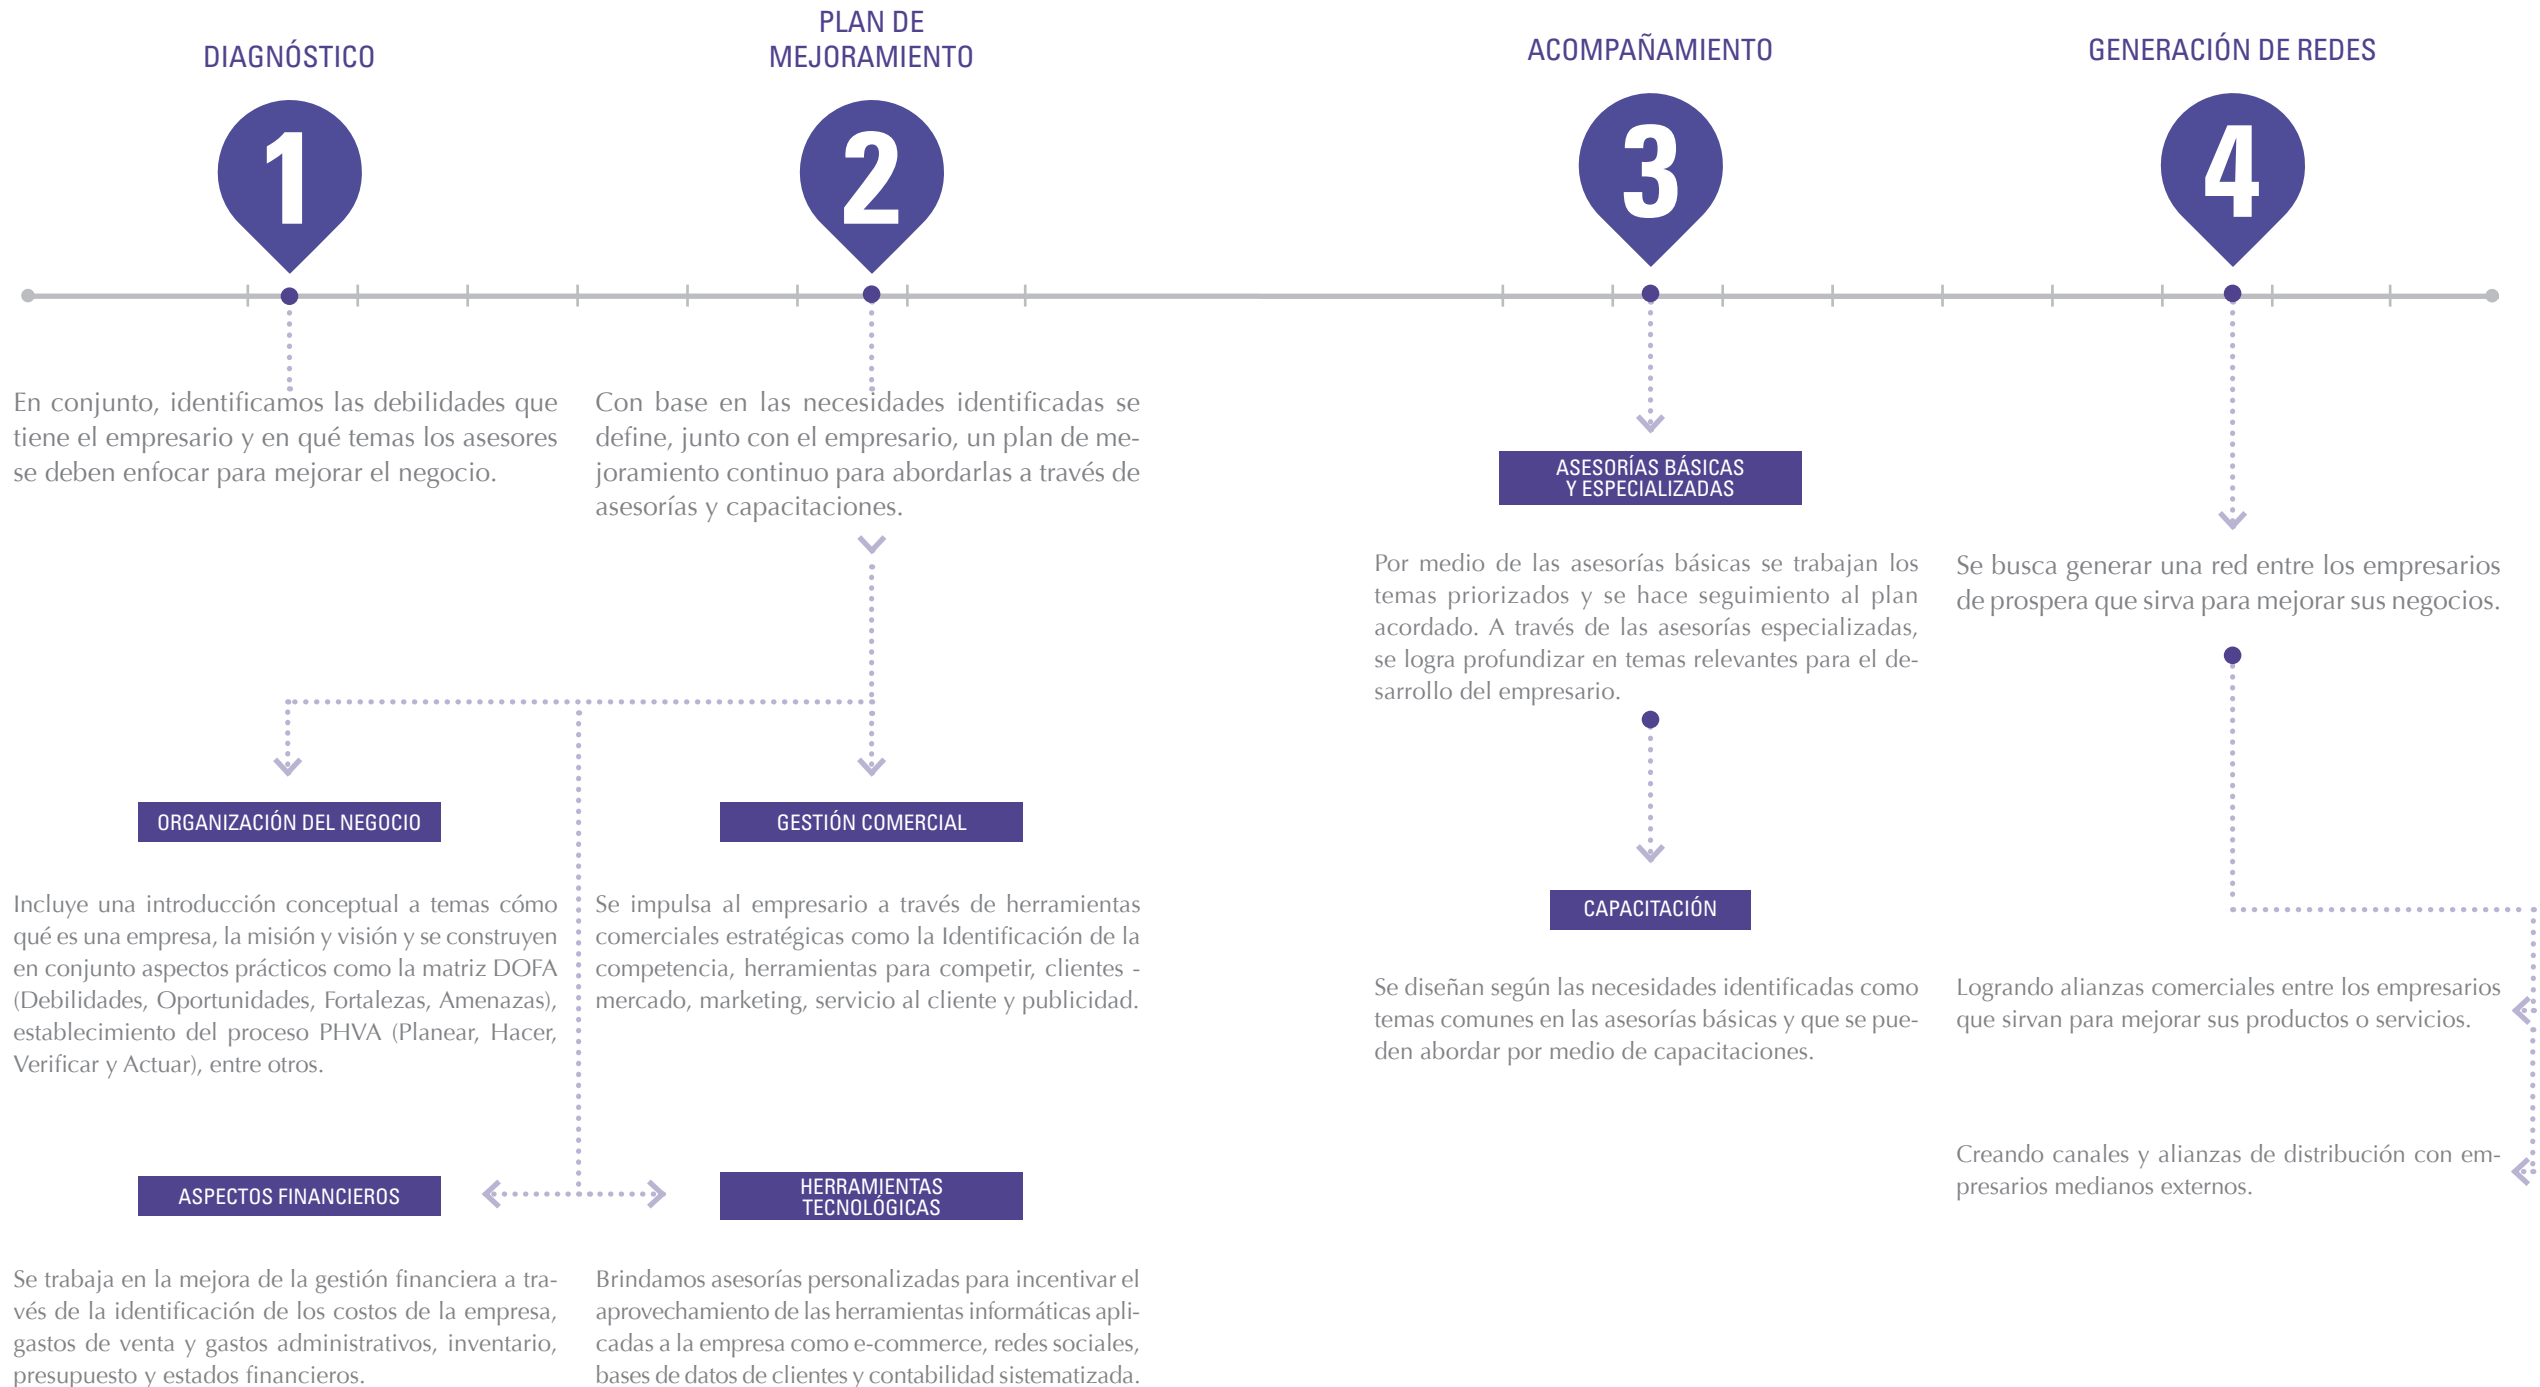 DIAGNÓSTICO
1
En conjunto, identificamos las debilidades que
tiene el empresario y en qué temas los asesores
se deben enfocar para mejorar el negocio.
PLAN DE
MEJORAMIENTO
2
Con base en las necesidades identificadas se
define, junto con el empresario, un plan de me-
joramiento continuo para abordarlas a través de
asesorías y capacitaciones.
ORGANIZACIÓN DEL NEGOCIO
Incluye una introducción conceptual a temas cómo
qué es una empresa, la misión y visión y se construyen
en conjunto aspectos prácticos como la matriz DOFA
(Debilidades, Oportunidades, Fortalezas, Amenazas),
establecimiento del proceso PHVA (Planear, Hacer,
Verificar y Actuar), entre otros.
GESTIÓN COMERCIAL
Se impulsa al empresario a través de herramientas
comerciales estratégicas como la Identificación de la
competencia, herramientas para competir, clientes -
mercado, marketing, servicio al cliente y publicidad.
ASPECTOS FINANCIEROS
Se trabaja en la mejora de la gestión financiera a tra-
vés de la identificación de los costos de la empresa,
gastos de venta y gastos administrativos, inventario,
presupuesto y estados financieros.
HERRAMIENTAS
TECNOLÓGICAS
Brindamos asesorías personalizadas para incentivar el
aprovechamiento de las herramientas informáticas apli-
cadas a la empresa como e-commerce, redes sociales,
bases de datos de clientes y contabilidad sistematizada.
ACOMPAÑAMIENTO
3
ASESORÍAS BÁSICAS
Y ESPECIALIZADAS
Por medio de las asesorías básicas se trabajan los
temas priorizados y se hace seguimiento al plan
acordado. A través de las asesorías especializadas,
se logra profundizar en temas relevantes para el de-
sarrollo del empresario.
CAPACITACIÓN
Se diseñan según las necesidades identificadas como
temas comunes en las asesorías básicas y que se pue-
den abordar por medio de capacitaciones.
GENERACIÓN DE REDES
4
Se busca generar una red entre los empresarios
de prospera que sirva para mejorar sus negocios.
Logrando alianzas comerciales entre los empresarios
que sirvan para mejorar sus productos o servicios.
Creando canales y alianzas de distribución con em-
presarios medianos externos.